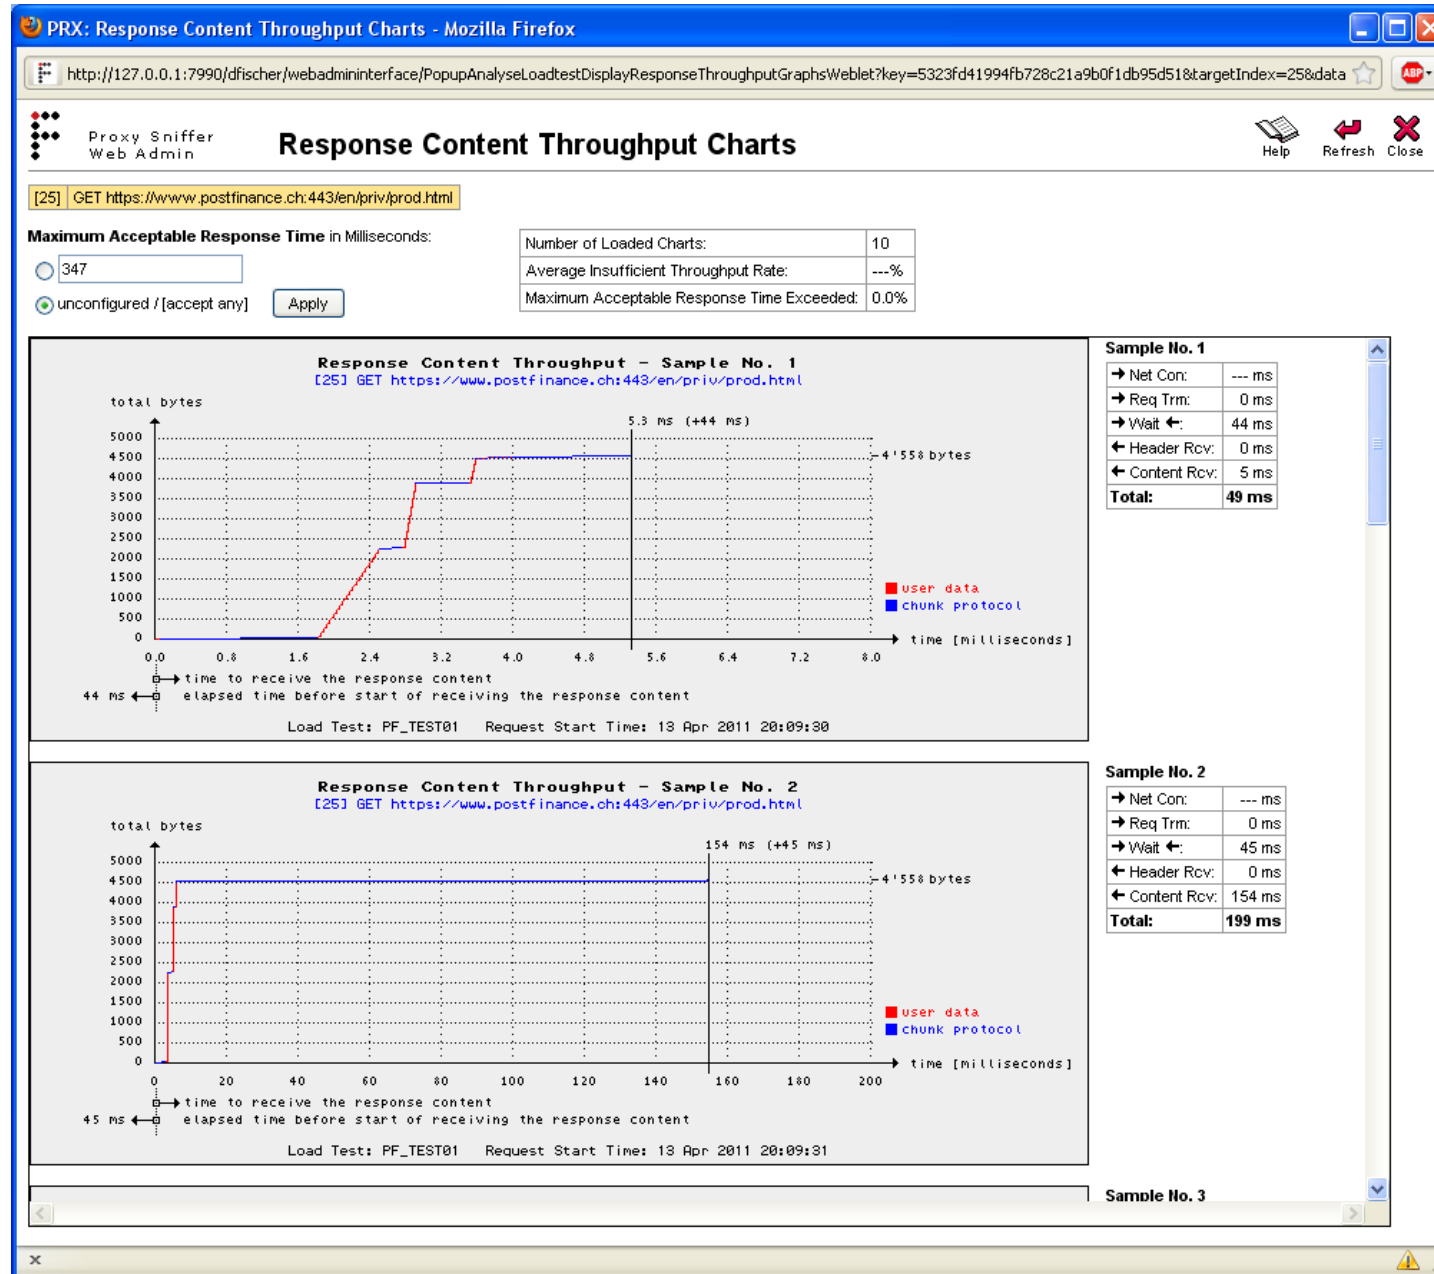 PRX: Response Content Throughput Charts - Mozilla Firefox
http://127.0.0.1:7990/dfischer/webadmininterface/PopupAnalyseLoadtestDisplayResponseThroughputGraphsWeblet?key=5323fd41994fb728c21a9b0f1db95d51&targetIndex=25&data
ABP
Proxy Sniffer
Web Admin
Response Content Throughput Charts
Help
Refresh
Close
[25] GET https://www.postfinance.ch:443/en/priv/prod.html
Maximum Acceptable Response Time in Milliseconds:
347
unconfigured / [accept any]
Apply
Number of Loaded Charts: 10
Average Insufficient Throughput Rate: ---%
Maximum Acceptable Response Time Exceeded: 0.0%
Response Content Throughput - Sample No. 1
[25] GET https://www.postfinance.ch:443/en/priv/prod.html
total bytes
5.3 ms (+44 ms)
5000
4500
4'558 bytes
4000
3500
3000
2500
2000
1500
1000
500
0
user data
chunk protocol
time [milliseconds]
0.0 0.8 1.6 2.4 3.2 4.0 4.8 5.6 6.4 7.2 8.0
time to receive the response content
44 ms
elapsed time before start of receiving the response content
Load Test: PF_TEST01 Request Start Time: 13 Apr 2011 20:09:30
Sample No. 1
Net Con: --- ms
Req Trm: 0 ms
Wait : 44 ms
Header Rcv: 0 ms
Content Rcv: 5 ms
Total: 49 ms
Response Content Throughput - Sample No. 2
[25] GET https://www.postfinance.ch:443/en/priv/prod.html
total bytes
154 ms (+45 ms)
5000
4500
4'558 bytes
4000
3500
3000
2500
2000
1500
1000
500
0
user data
chunk protocol
time [milliseconds]
0 20 40 60 80 100 120 140 160 180 200
time to receive the response content
45 ms
elapsed time before start of receiving the response content
Load Test: PF_TEST01 Request Start Time: 13 Apr 2011 20:09:31
Sample No. 2
Net Con: --- ms
Req Trm: 0 ms
Wait : 45 ms
Header Rcv: 0 ms
Content Rcv: 154 ms
Total: 199 ms
Sample No. 3